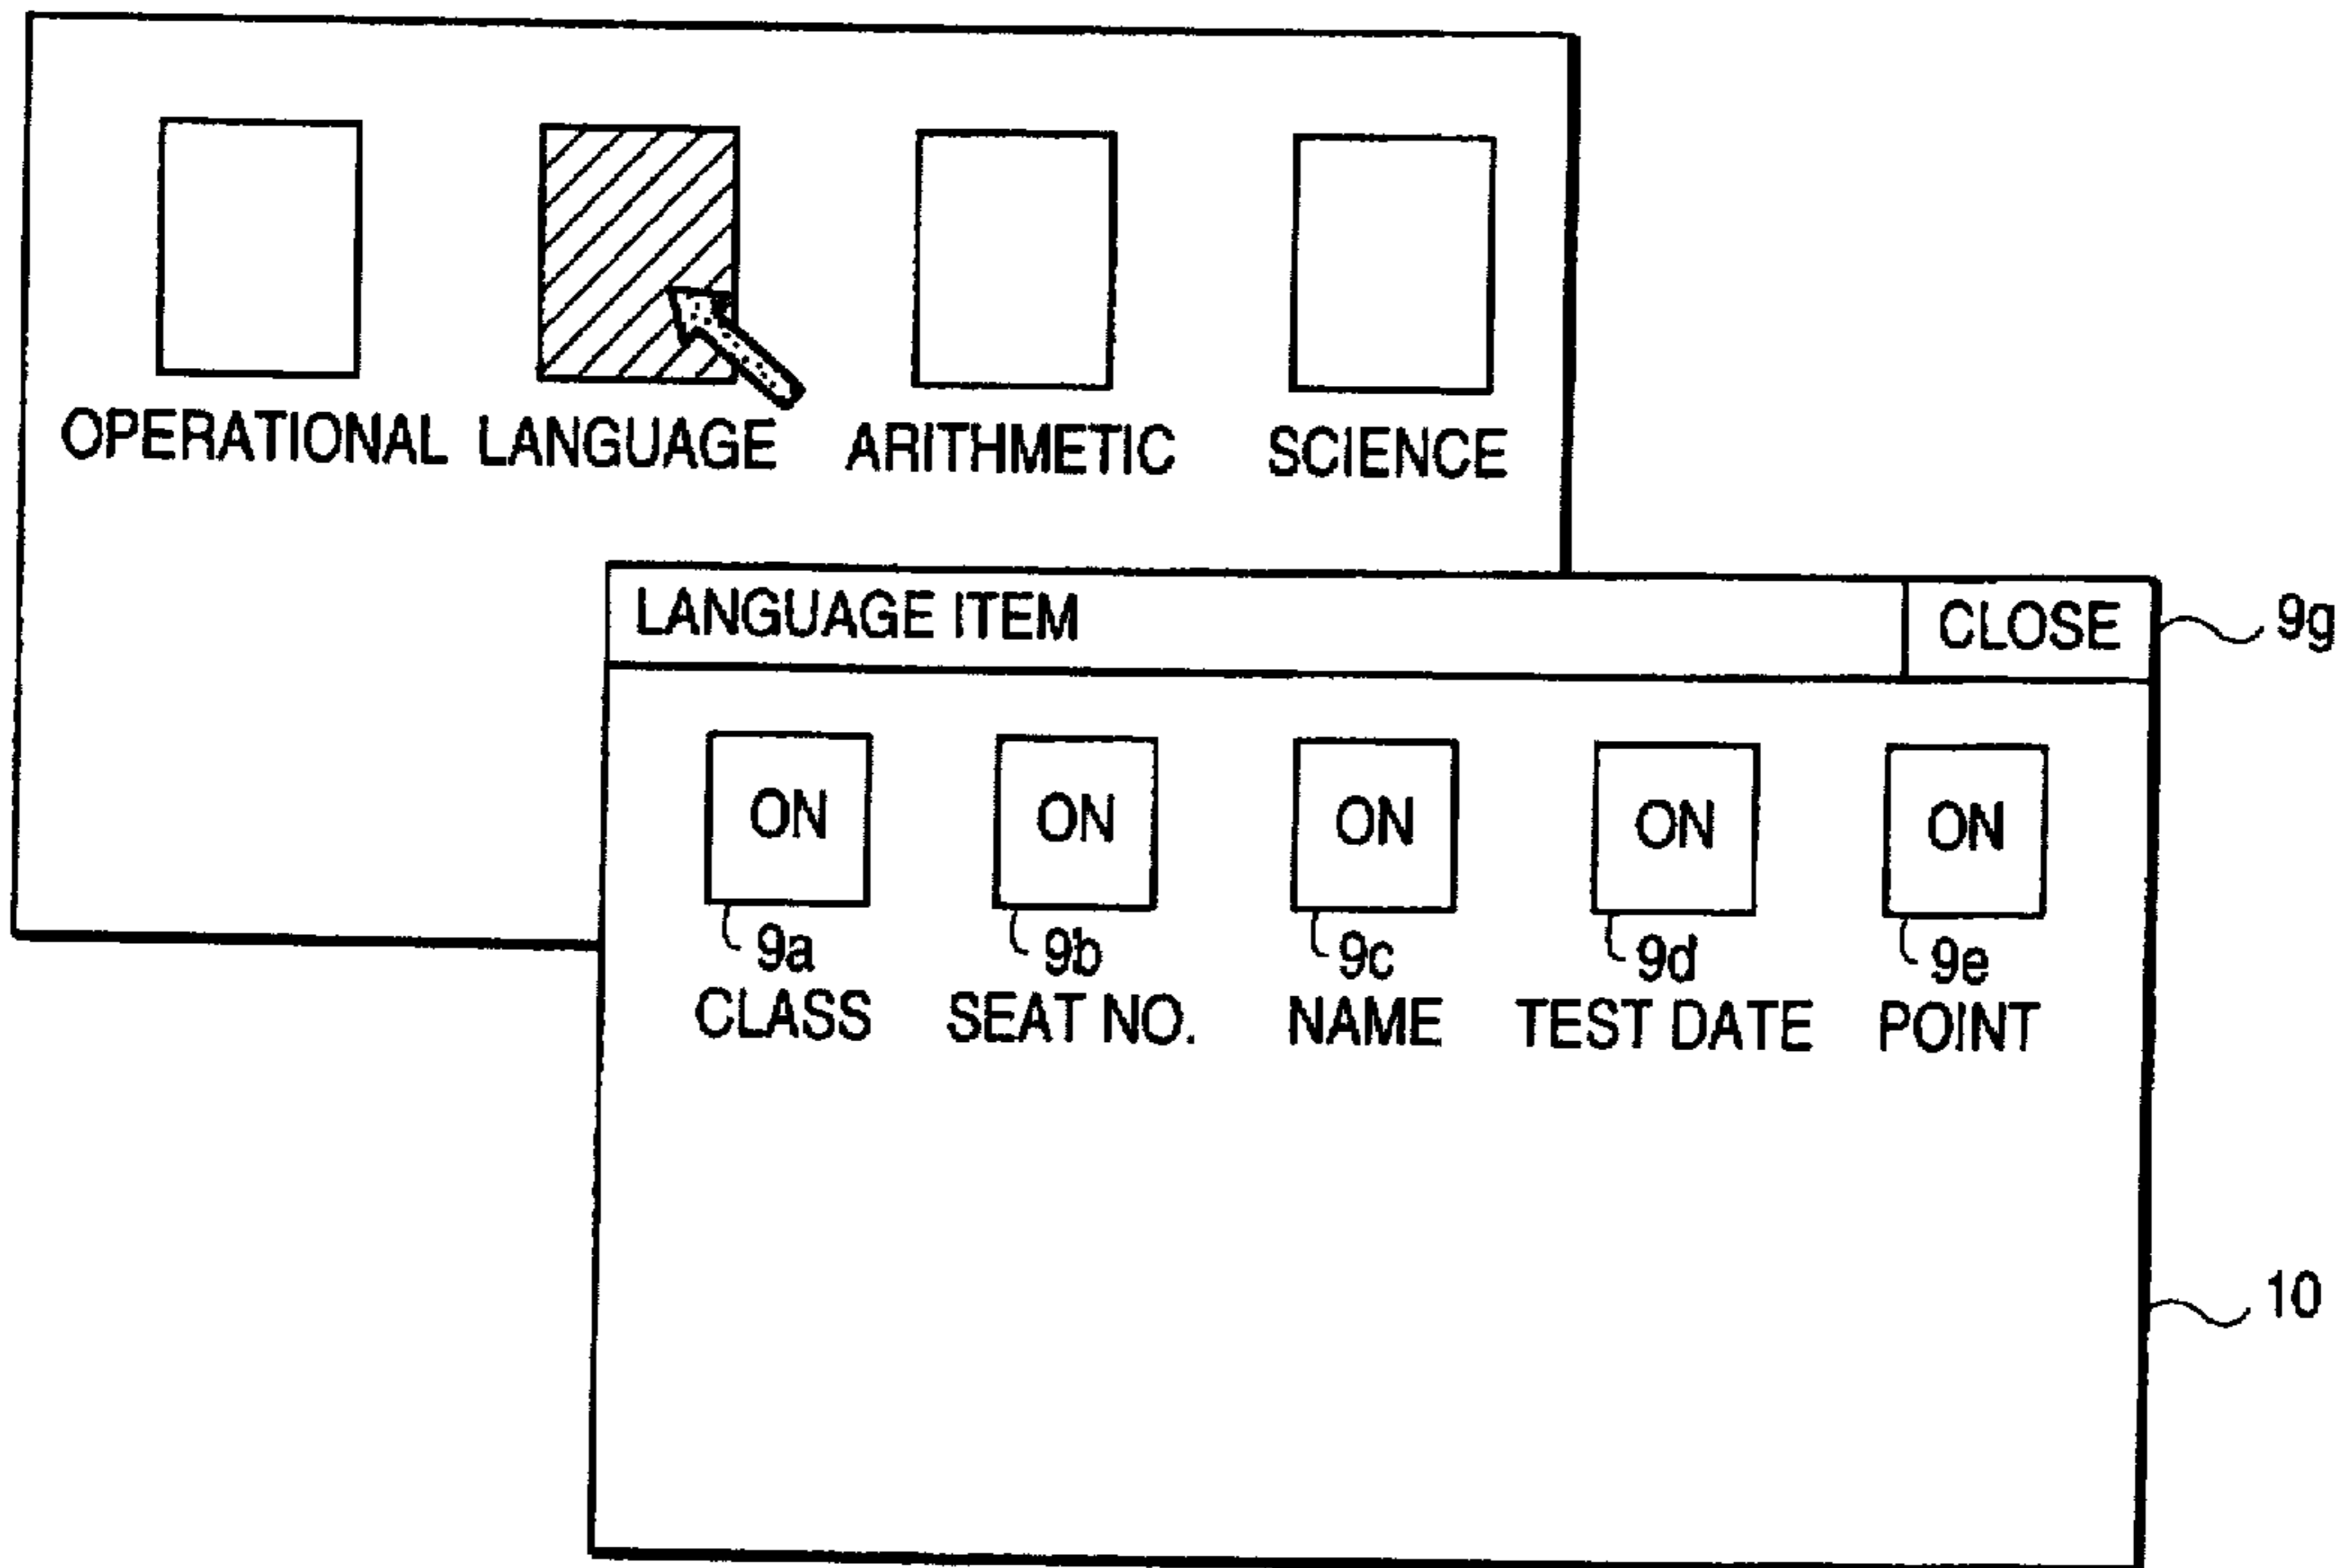 OPERATIONAL LANGUAGE ARITHMETIC SCIENCE
LANGUAGE ITEM CLOSE 9g
ON ON ON ON ON
9a 9b 9c 9d 9e
CLASS SEAT NO. NAME TEST DATE POINT
10